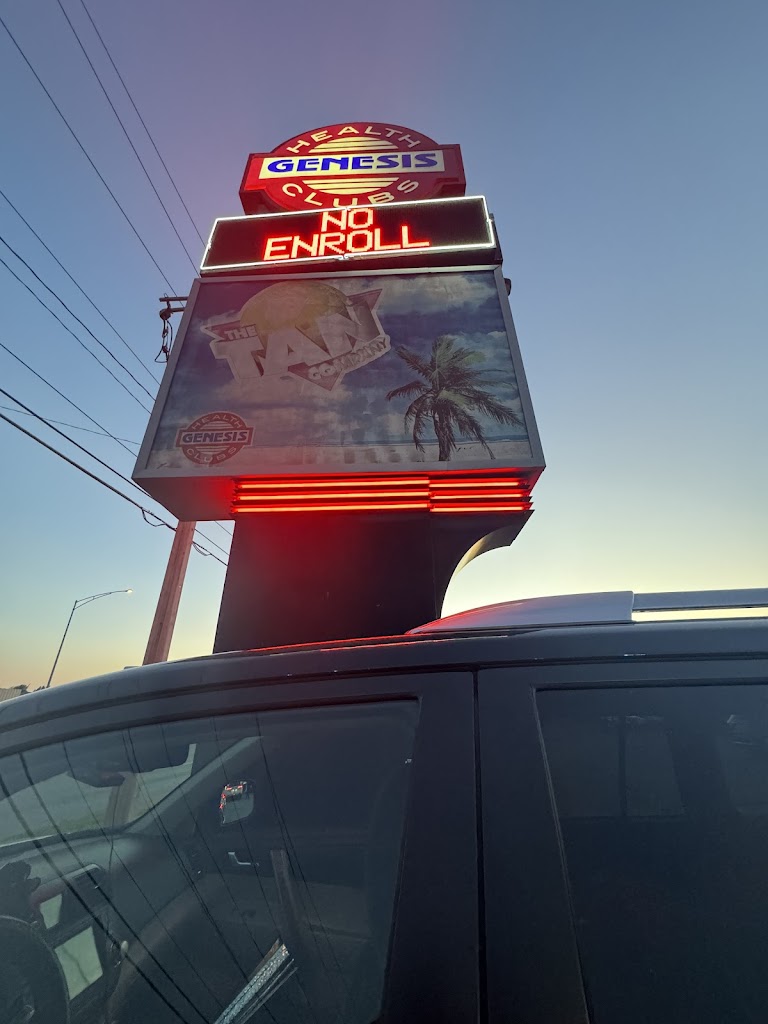 HEALTH
GENESIS
CLUBS
NO
ENROLL
THE
TAN
COMPANY
HEALTH
GENESIS
CLUBS